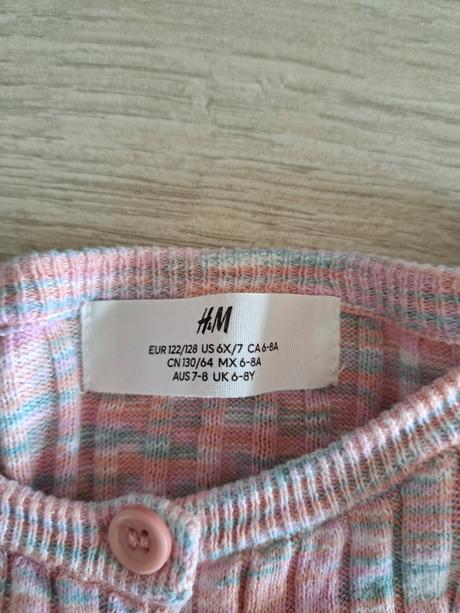 H&M
EUR 122/128 US 6X/7 CA 6-8A
CN 130/64 MX 6-8A
AUS 7-8 UK 6-8Y